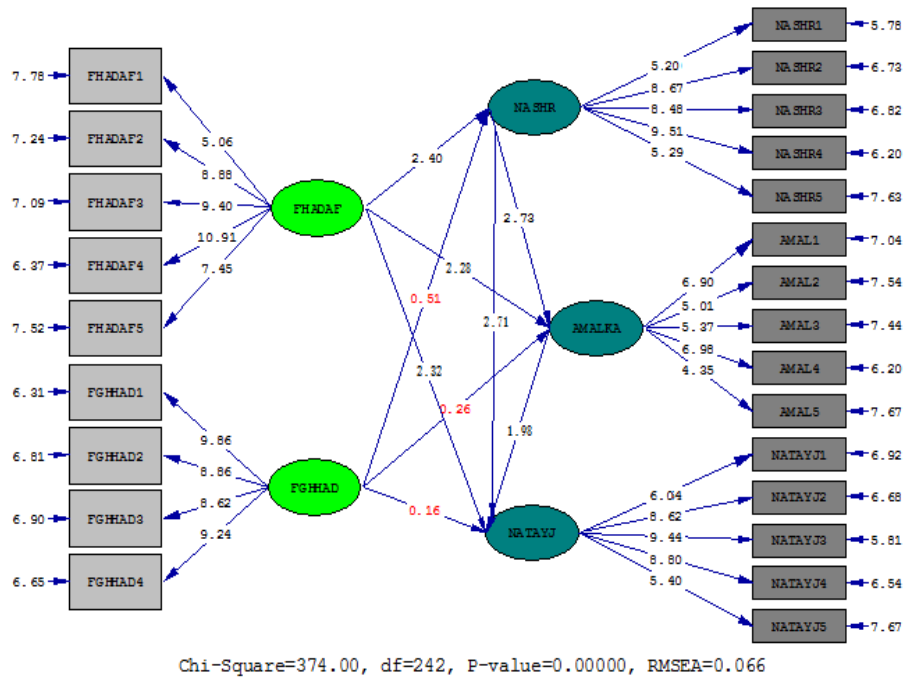 NASHR1
5.78
NASHR2
6.73
NASHR3
6.82
NASHR4
6.20
NASHR5
7.63
5.20
8.67
8.48
9.51
5.29
NASHR
7.78
FHADAF1
7.24
FHADAF2
7.09
FHADAF3
6.37
FHADAF4
7.52
FHADAF5
5.06
8.88
9.40
10.91
7.45
FHADAF
2.40
2.73
2.28
0.51
2.71
2.32
0.26
1.98
0.16
AMALKA
6.90
5.01
5.37
6.98
4.35
AMAL1
7.04
AMAL2
7.54
AMAL3
7.44
AMAL4
6.20
AMAL5
7.67
6.31
FGHHAD1
6.81
FGHHAD2
6.90
FGHHAD3
6.65
FGHHAD4
9.86
8.86
8.62
9.24
FGHHAD
NATAYJ
6.04
8.62
9.44
8.80
5.40
NATAYJ1
6.92
NATAYJ2
6.68
NATAYJ3
5.81
NATAYJ4
6.54
NATAYJ5
7.67
Chi-Square=374.00, df=242, P-value=0.00000, RMSEA=0.066